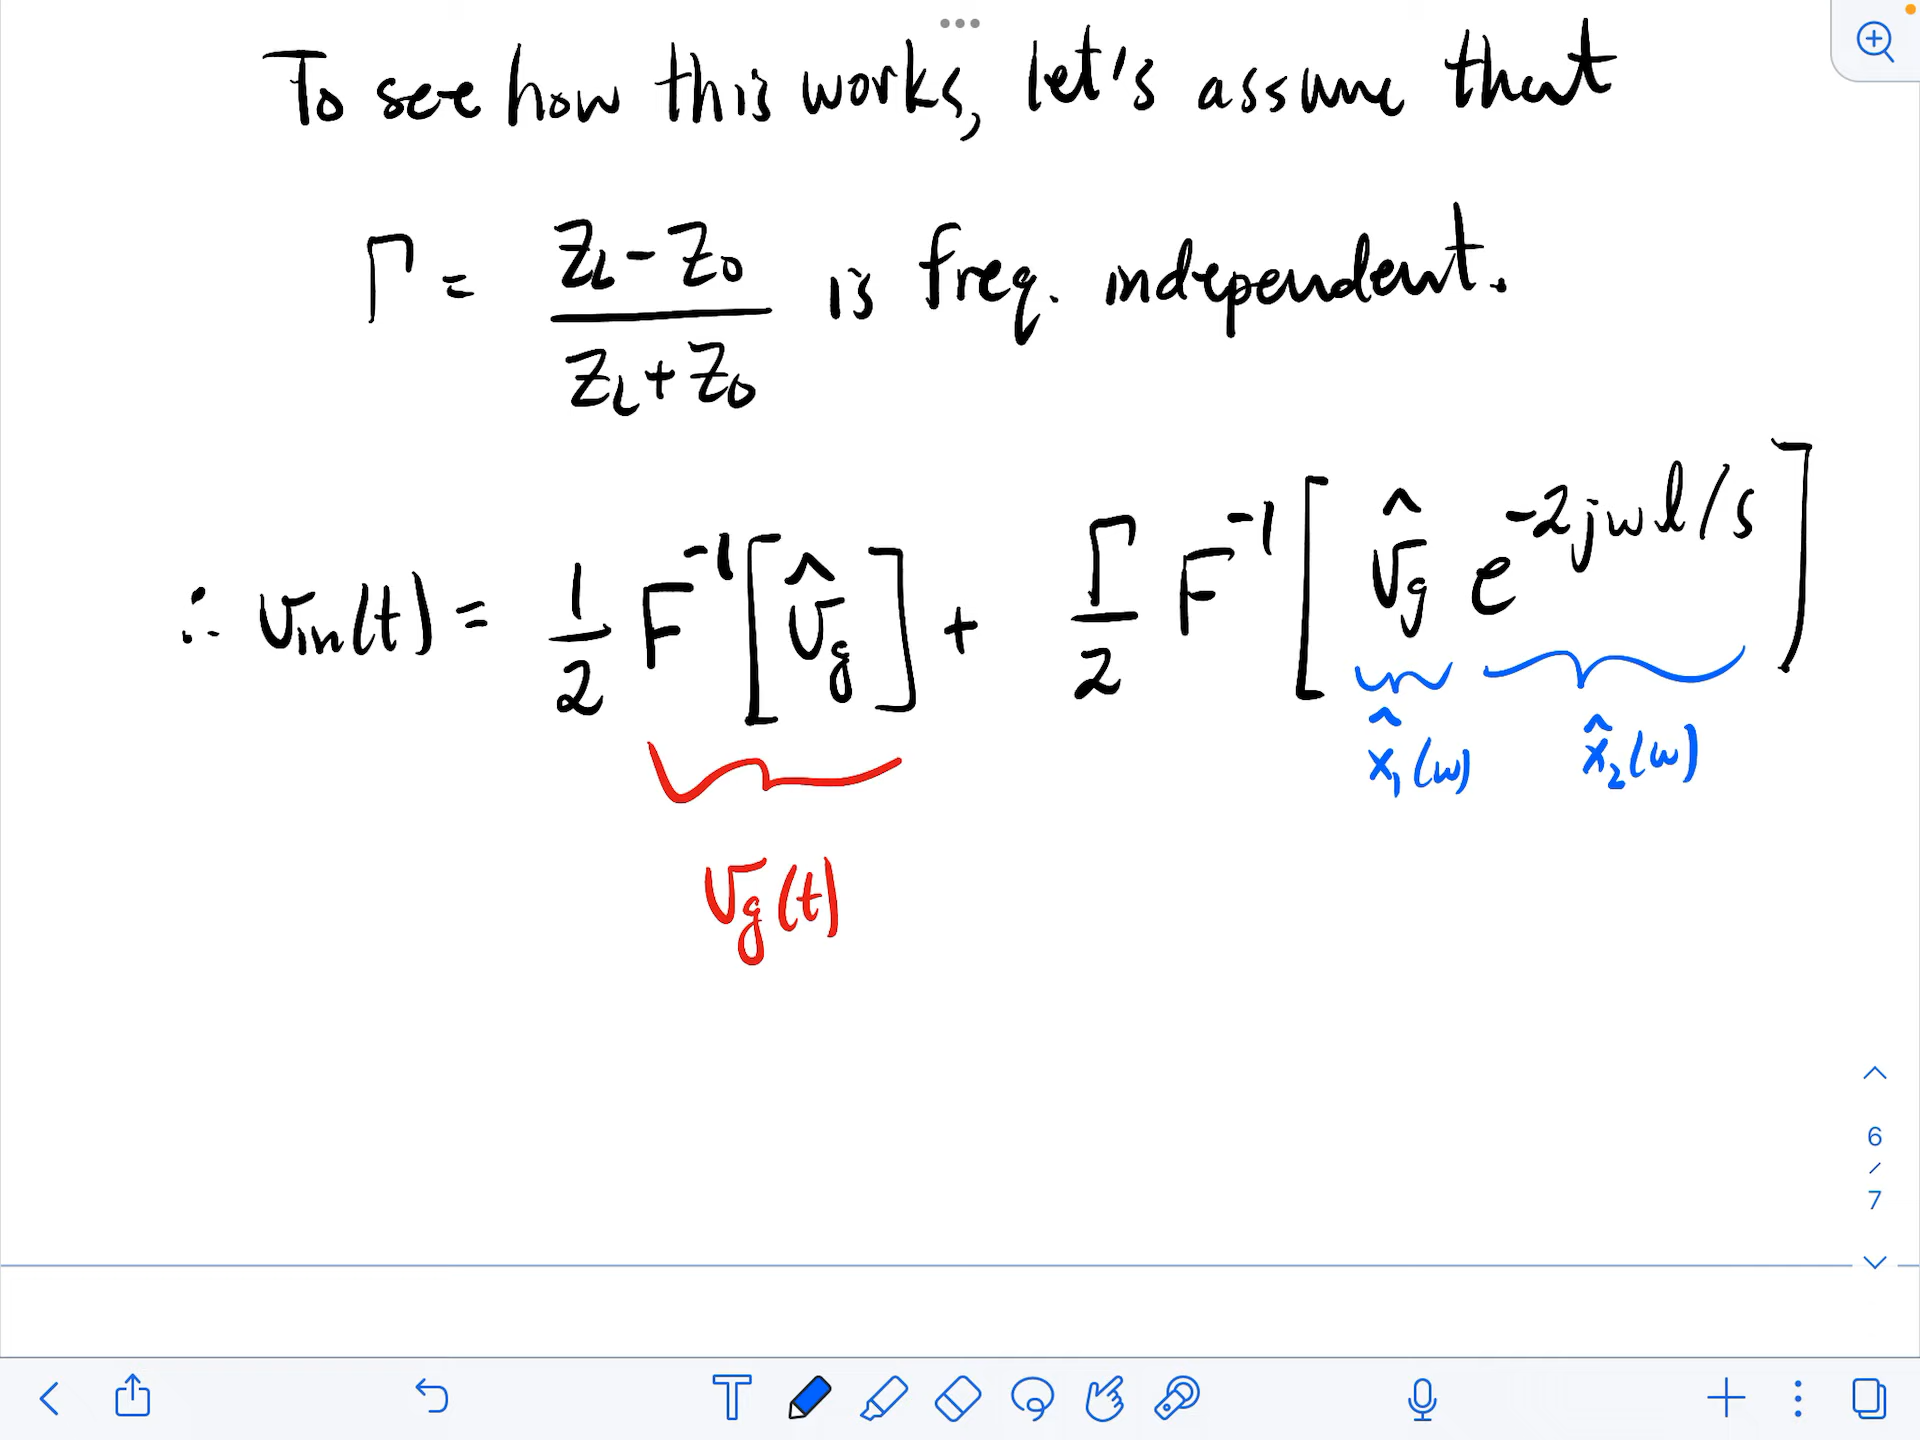 To see how this works, let's assume that
Γ = (Z_L - Z_0) / (Z_L + Z_0) is freq. independent.
∴ v_in(t) = 1/2 F^-1 [ v̂_g ] + Γ/2 F^-1 [ v̂_g e^{-2jωl/s} ]
x̂_1(ω) x̂_2(ω)
v_g(t)
6
/
7
T